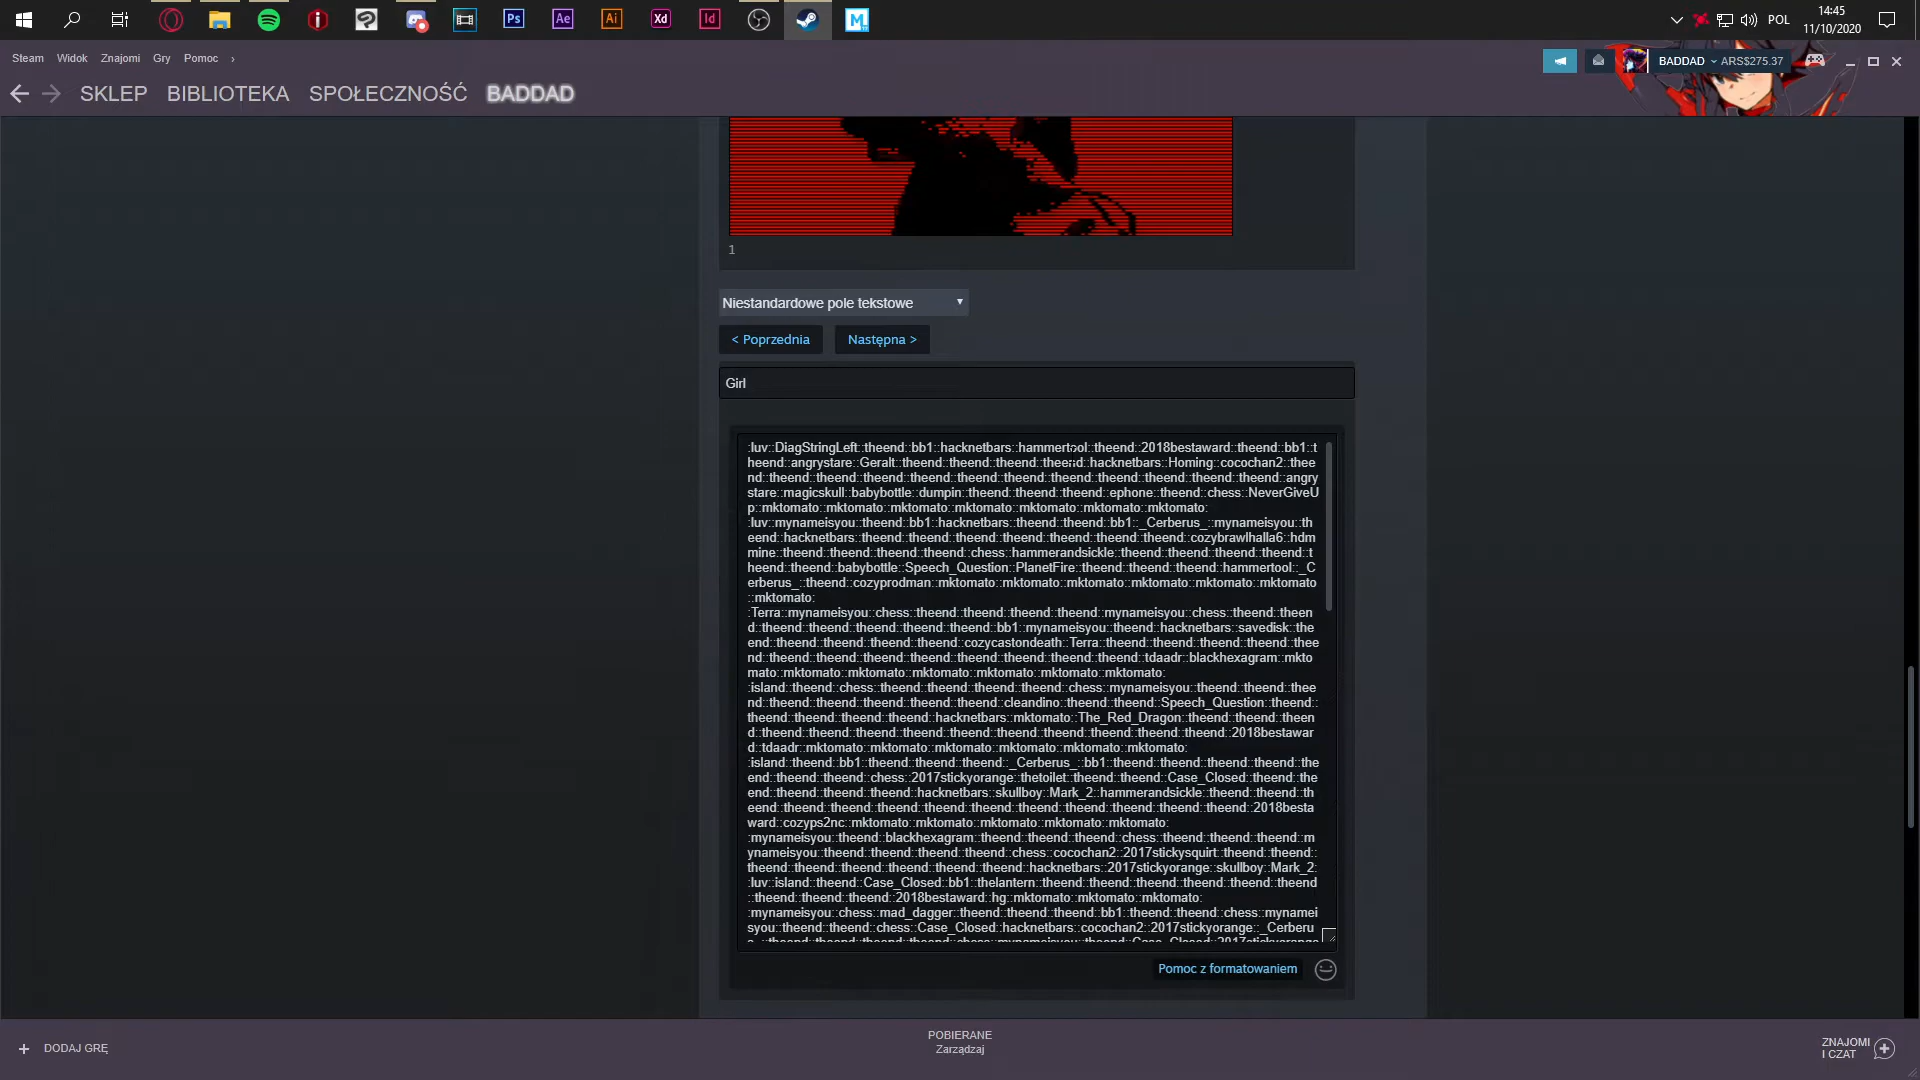 Ps
Ae
Ai
Xd
Id
M
POL
14:45
11/10/2020
Steam Widok Znajomi Gry Pomoc ›
BADDAD ARS$275.37
SKLEP BIBLIOTEKA SPOŁECZNOŚĆ BADDAD
1
Niestandardowe pole tekstowe
< Poprzednia Następna >
Girl
:luv::DiagStringLeft::theend::bb1::hacknetbars::hammertool::theend::2018bestaward::theend::bb1::t
heend::angrystare::Geralt::theend::theend::theend::theend::hacknetbars::Homing::cocochan2::thee
nd::theend::theend::theend::theend::theend::theend::theend::theend::theend::theend::theend::angry
stare::magicskull::babybottle::dumpin::theend::theend::theend::ephone::theend::chess::NeverGiveU
p::mktomato::mktomato::mktomato::mktomato::mktomato::mktomato::mktomato:
:luv::mynameisyou::theend::bb1::hacknetbars::theend::theend::bb1::_Cerberus_::mynameisyou::th
eend::hacknetbars::theend::theend::theend::theend::theend::theend::theend::cozybrawlhalla6::hdm
mine::theend::theend::theend::theend::chess::hammerandsickle::theend::theend::theend::theend::t
heend::theend::babybottle::Speech_Question::PlanetFire::theend::theend::theend::hammertool::_C
erberus_::theend::cozyprodman::mktomato::mktomato::mktomato::mktomato::mktomato::mktomato
::mktomato:
:Terra::mynameisyou::chess::theend::theend::theend::theend::mynameisyou::chess::theend::theen
d::theend::theend::theend::theend::theend::bb1::mynameisyou::theend::hacknetbars::savedisk::the
end::theend::theend::theend::theend::cozycastondeath::Terra::theend::theend::theend::theend::thee
nd::theend::theend::theend::theend::theend::theend::theend::theend::tdaadr::blackhexagram::mkto
mato::mktomato::mktomato::mktomato::mktomato::mktomato::mktomato:
:island::theend::chess::theend::theend::theend::theend::chess::mynameisyou::theend::theend::thee
nd::theend::theend::theend::theend::cleandino::theend::theend::Speech_Question::theend::theend::
theend::theend::theend::theend::hacknetbars::mktomato::The_Red_Dragon::theend::theend::theen
d::theend::theend::theend::theend::theend::theend::theend::theend::theend::theend::2018bestawar
d::tdaadr::mktomato::mktomato::mktomato::mktomato::mktomato::mktomato:
:island::theend::bb1::theend::theend::theend::_Cerberus_::bb1::theend::theend::theend::theend::the
end::theend::theend::chess::2017stickyorange::thetoilet::theend::theend::Case_Closed::theend::the
end::theend::theend::theend::hacknetbars::skullboy::Mark_2::hammerandsickle::theend::theend::th
eend::theend::theend::theend::theend::theend::theend::theend::theend::theend::theend::2018besta
ward::cozyps2nc::mktomato::mktomato::mktomato::mktomato::mktomato:
:mynameisyou::theend::blackhexagram::theend::theend::theend::chess::theend::theend::theend::m
ynameisyou::theend::theend::theend::theend::chess::cocochan2::2017stickysquirt::theend::theend::
theend::theend::theend::theend::theend::hacknetbars::2017stickyorange::skullboy::Mark_2:
:luv::island::theend::Case_Closed::bb1::thelantern::theend::theend::theend::theend::theend::theend
::theend::theend::theend::2018bestaward::hg::mktomato::mktomato::mktomato:
:mynameisyou::chess::mad_dagger::theend::theend::theend::bb1::theend::theend::chess::mynamei
syou::theend::theend::chess::Case_Closed::hacknetbars::cocochan2::2017stickyorange::_Cerberu
s_::theend::theend::theend::theend::chess::mynameisyou::theend::Case_Closed::2017stickyorange
Pomoc z formatowaniem
+ DODAJ GRĘ
POBIERANE
Zarządzaj
ZNAJOMI
I CZAT